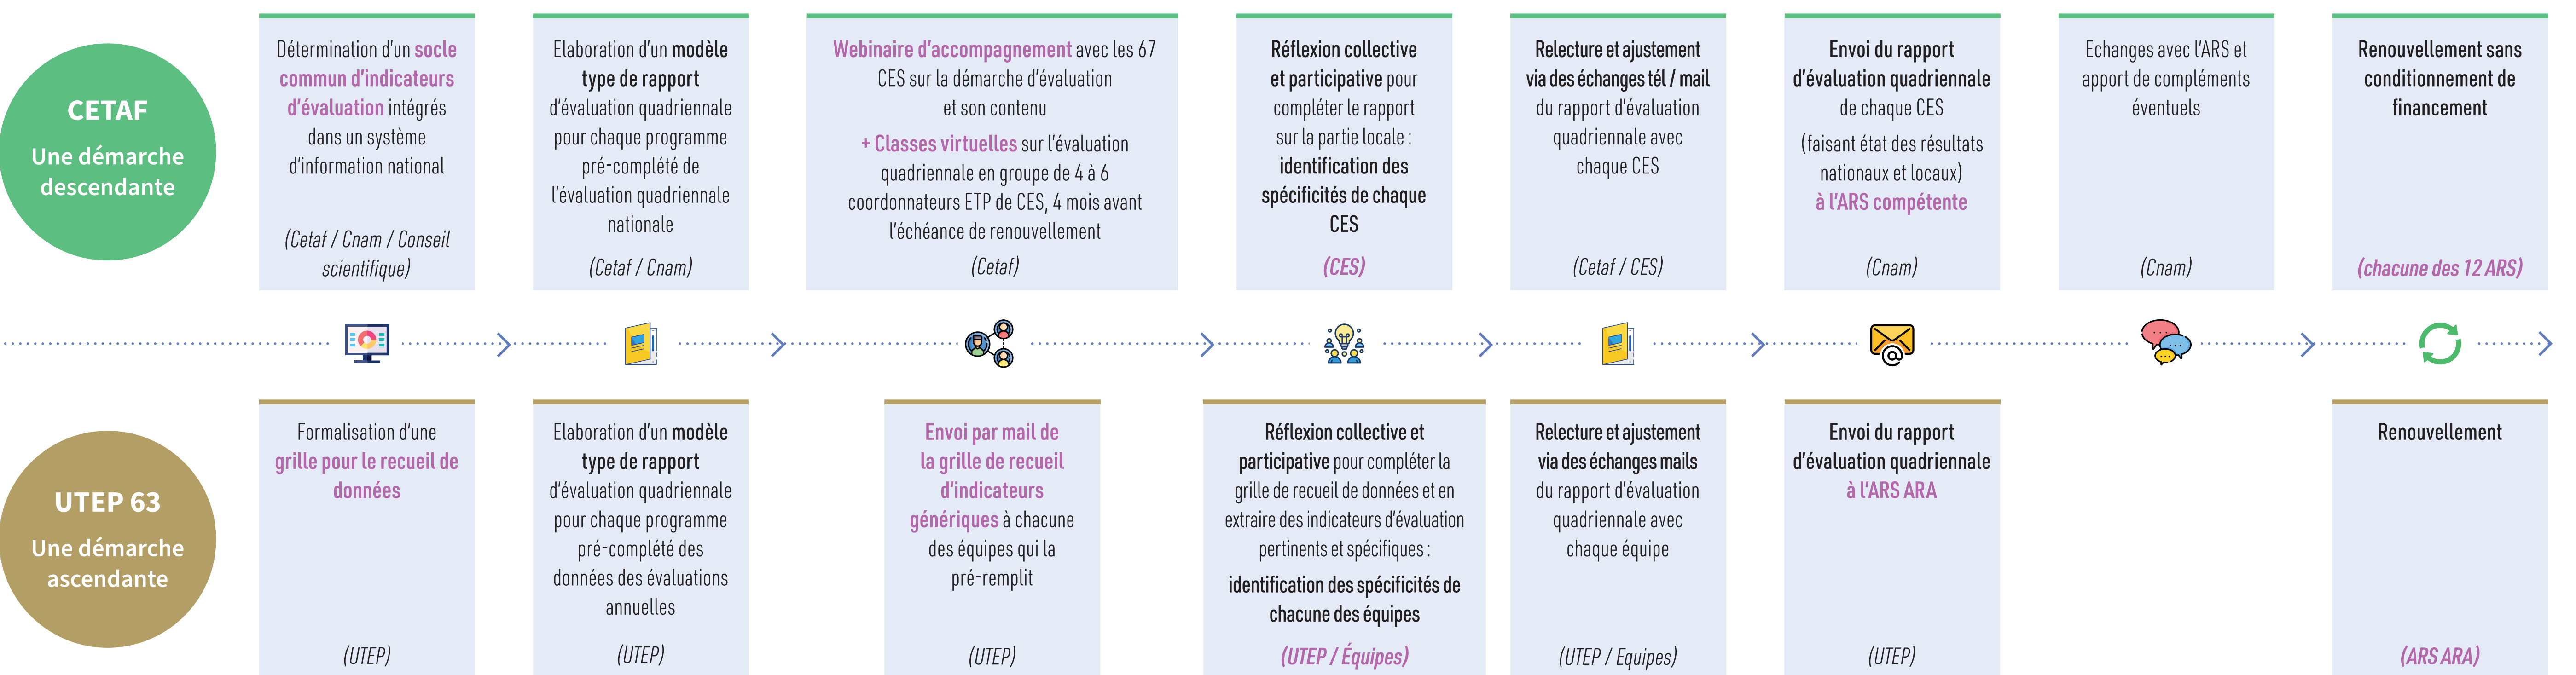 CETAF
Une démarche
descendante
Détermination d'un socle
commun d'indicateurs
d'évaluation intégrés
dans un système
d'information national
(Cetaf / Cnam / Conseil
scientifique)
Elaboration d'un modèle
type de rapport
d'évaluation quadriennale
pour chaque programme
pré-complété de
l'évaluation quadriennale
nationale
(Cetaf / Cnam)
Webinaire d'accompagnement avec les 67
CES sur la démarche d'évaluation
et son contenu
+ Classes virtuelles sur l'évaluation
quadriennale en groupe de 4 à 6
coordonnateurs ETP de CES, 4 mois avant
l'échéance de renouvellement
(Cetaf)
Réflexion collective
et participative pour
compléter le rapport
sur la partie locale :
identification des
spécificités de chaque
CES
(CES)
Relecture et ajustement
via des échanges tél / mail
du rapport d'évaluation
quadriennale avec
chaque CES
(Cetaf / CES)
Envoi du rapport
d'évaluation quadriennale
de chaque CES
(faisant état des résultats
nationaux et locaux)
à l'ARS compétente
(Cnam)
Echanges avec l'ARS et
apport de compléments
éventuels
(Cnam)
Renouvellement sans
conditionnement de
financement
(chacune des 12 ARS)
UTEP 63
Une démarche
ascendante
Formalisation d'une
grille pour le recueil de
données
(UTEP)
Elaboration d'un modèle
type de rapport
d'évaluation quadriennale
pour chaque programme
pré-complété des
données des évaluations
annuelles
(UTEP)
Envoi par mail de
la grille de recueil
d'indicateurs
génériques à chacune
des équipes qui la
pré-remplit
(UTEP)
Réflexion collective et
participative pour compléter la
grille de recueil de données et en
extraire des indicateurs d'évaluation
pertinents et spécifiques :
identification des spécificités de
chacune des équipes
(UTEP / Équipes)
Relecture et ajustement
via des échanges mails
du rapport d'évaluation
quadriennale avec
chaque équipe
(UTEP / Equipes)
Envoi du rapport
d'évaluation quadriennale
à l'ARS ARA
(UTEP)
Renouvellement
(ARS ARA)